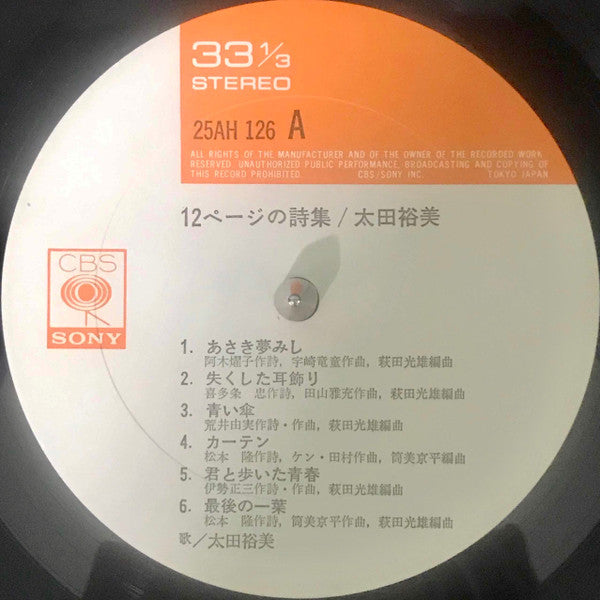 33 1/3
STEREO
25AH 126 A
ALL RIGHTS OF THE MANUFACTURER AND OF THE OWNER OF THE RECORDED WORK
RESERVED. UNAUTHORIZED PUBLIC PERFORMANCE, BROADCASTING AND COPYING OF
THIS RECORD PROHIBITED. CBS/SONY INC. TOKYO JAPAN
12ページの詩集/太田裕美
CBS
SONY
1. あさき夢みし
阿木燿子作詩, 宇崎竜童作曲, 萩田光雄編曲
2. 失くした耳飾り
喜多条 忠作詩, 田山雅充作曲, 萩田光雄編曲
3. 青い傘
荒井由実作詩・作曲, 萩田光雄編曲
4. カーテン
松本 隆作詩, ケン・田村作曲, 筒美京平編曲
5. 君と歩いた青春
伊勢正三作詩・作曲, 萩田光雄編曲
6. 最後の一葉
松本 隆作詩, 筒美京平作曲, 萩田光雄編曲
歌/太田裕美